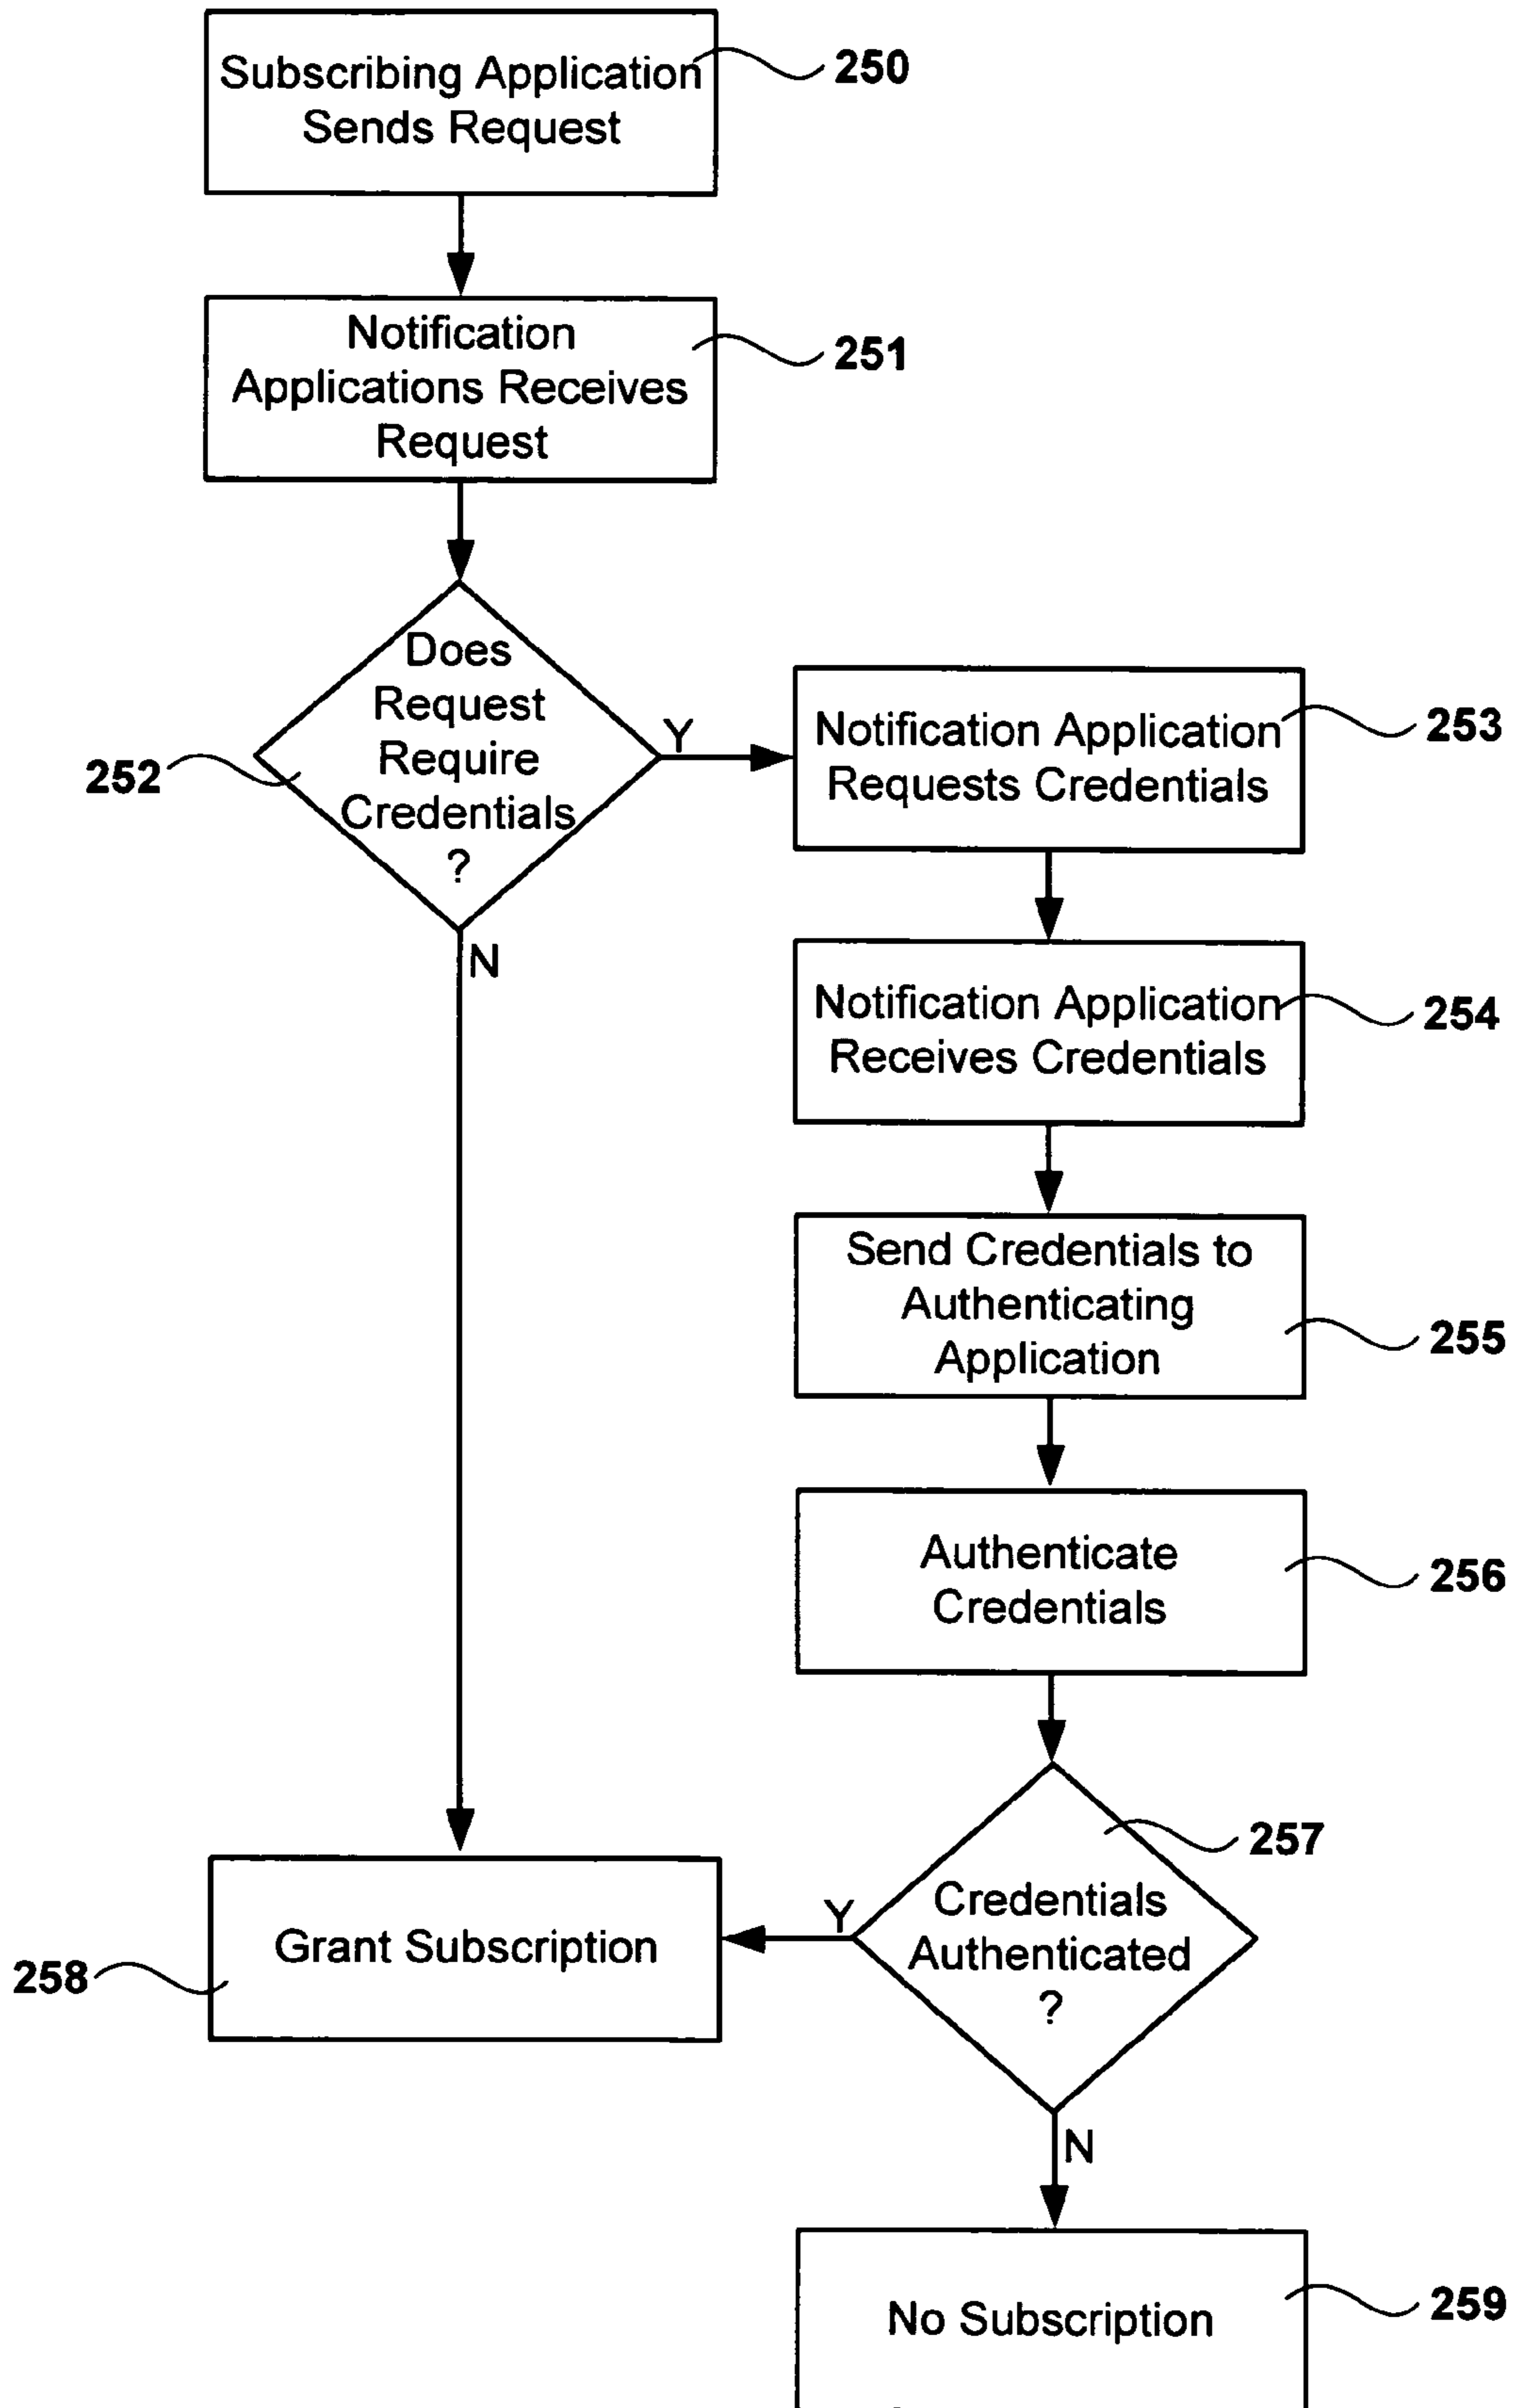 Subscribing Application
Sends Request
250
Notification
Applications Receives
Request
251
Does
Request
Require
Credentials
?
252
Y
N
Notification Application
Requests Credentials
253
Notification Application
Receives Credentials
254
Send Credentials to
Authenticating
Application
255
Authenticate
Credentials
256
257
Credentials
Authenticated
?
Y
N
Grant Subscription
258
No Subscription
259